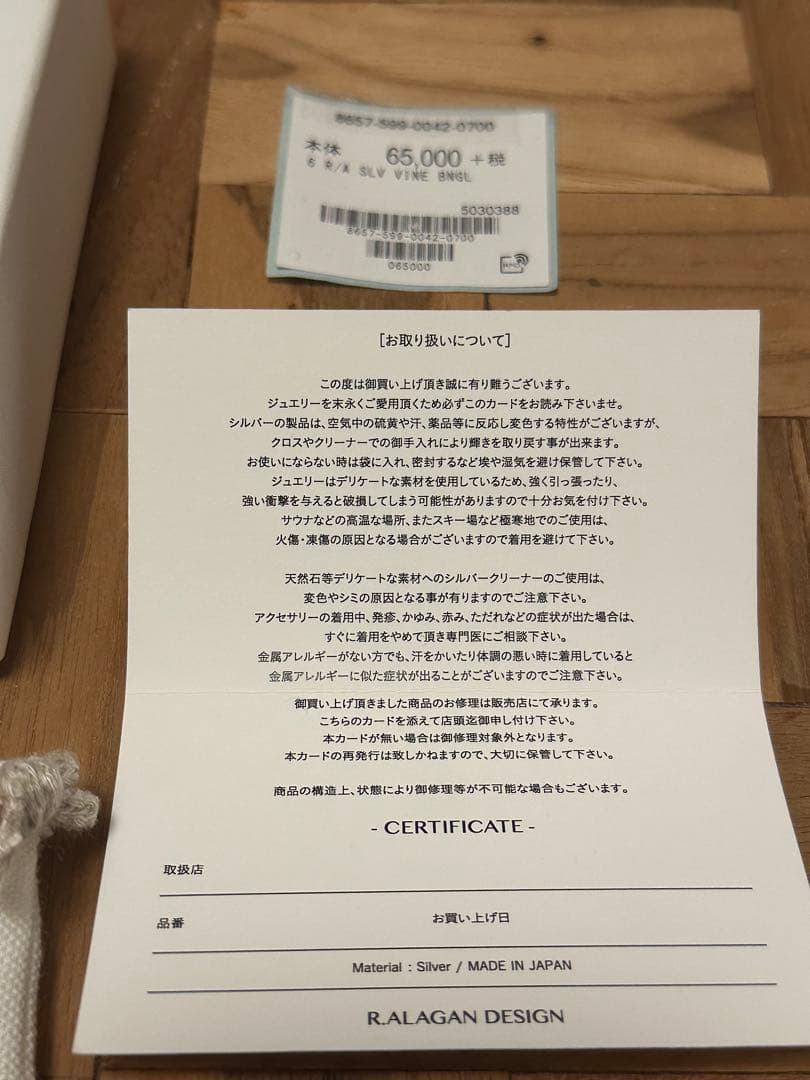 8657-599-0042-0700
本体 65,000 +税
6 R/A SLV VINE BNGL
5030388
8657-599-0042-0700
065000
[お取り扱いについて]
この度は御買い上げ頂き誠に有り難うございます。
ジュエリーを末永くご愛用頂くため必ずこのカードをお読み下さいませ。
シルバーの製品は、空気中の硫黄や汗、薬品等に反応し変色する特性がございますが、
クロスやクリーナーでの御手入れにより輝きを取り戻す事が出来ます。
お使いにならない時は袋に入れ、密封するなど埃や湿気を避け保管して下さい。
ジュエリーはデリケートな素材を使用しているため、強く引っ張ったり、
強い衝撃を与えると破損してしまう可能性がありますので十分お気を付け下さい。
サウナなどの高温な場所、またスキー場など極寒地でのご使用は、
火傷・凍傷の原因となる場合がございますので着用を避けて下さい。
天然石等デリケートな素材へのシルバークリーナーのご使用は、
変色やシミの原因となる事が有りますのでご注意下さい。
アクセサリーの着用中、発疹、かゆみ、赤み、ただれなどの症状が出た場合は、
すぐに着用をやめて頂き専門医にご相談下さい。
金属アレルギーがない方でも、汗をかいたり体調の悪い時に着用していると
金属アレルギーに似た症状が出ることがございますのでご注意下さい。
御買い上げ頂きました商品のお修理は販売店にて承ります。
こちらのカードを添えて店頭迄御申し付け下さい。
本カードが無い場合は御修理対象外となります。
本カードの再発行は致しかねますので、大切に保管して下さい。
商品の構造上、状態により御修理等が不可能な場合もございます。
- CERTIFICATE -
取扱店
品番 お買い上げ日
Material : Silver / MADE IN JAPAN
R.ALAGAN DESIGN